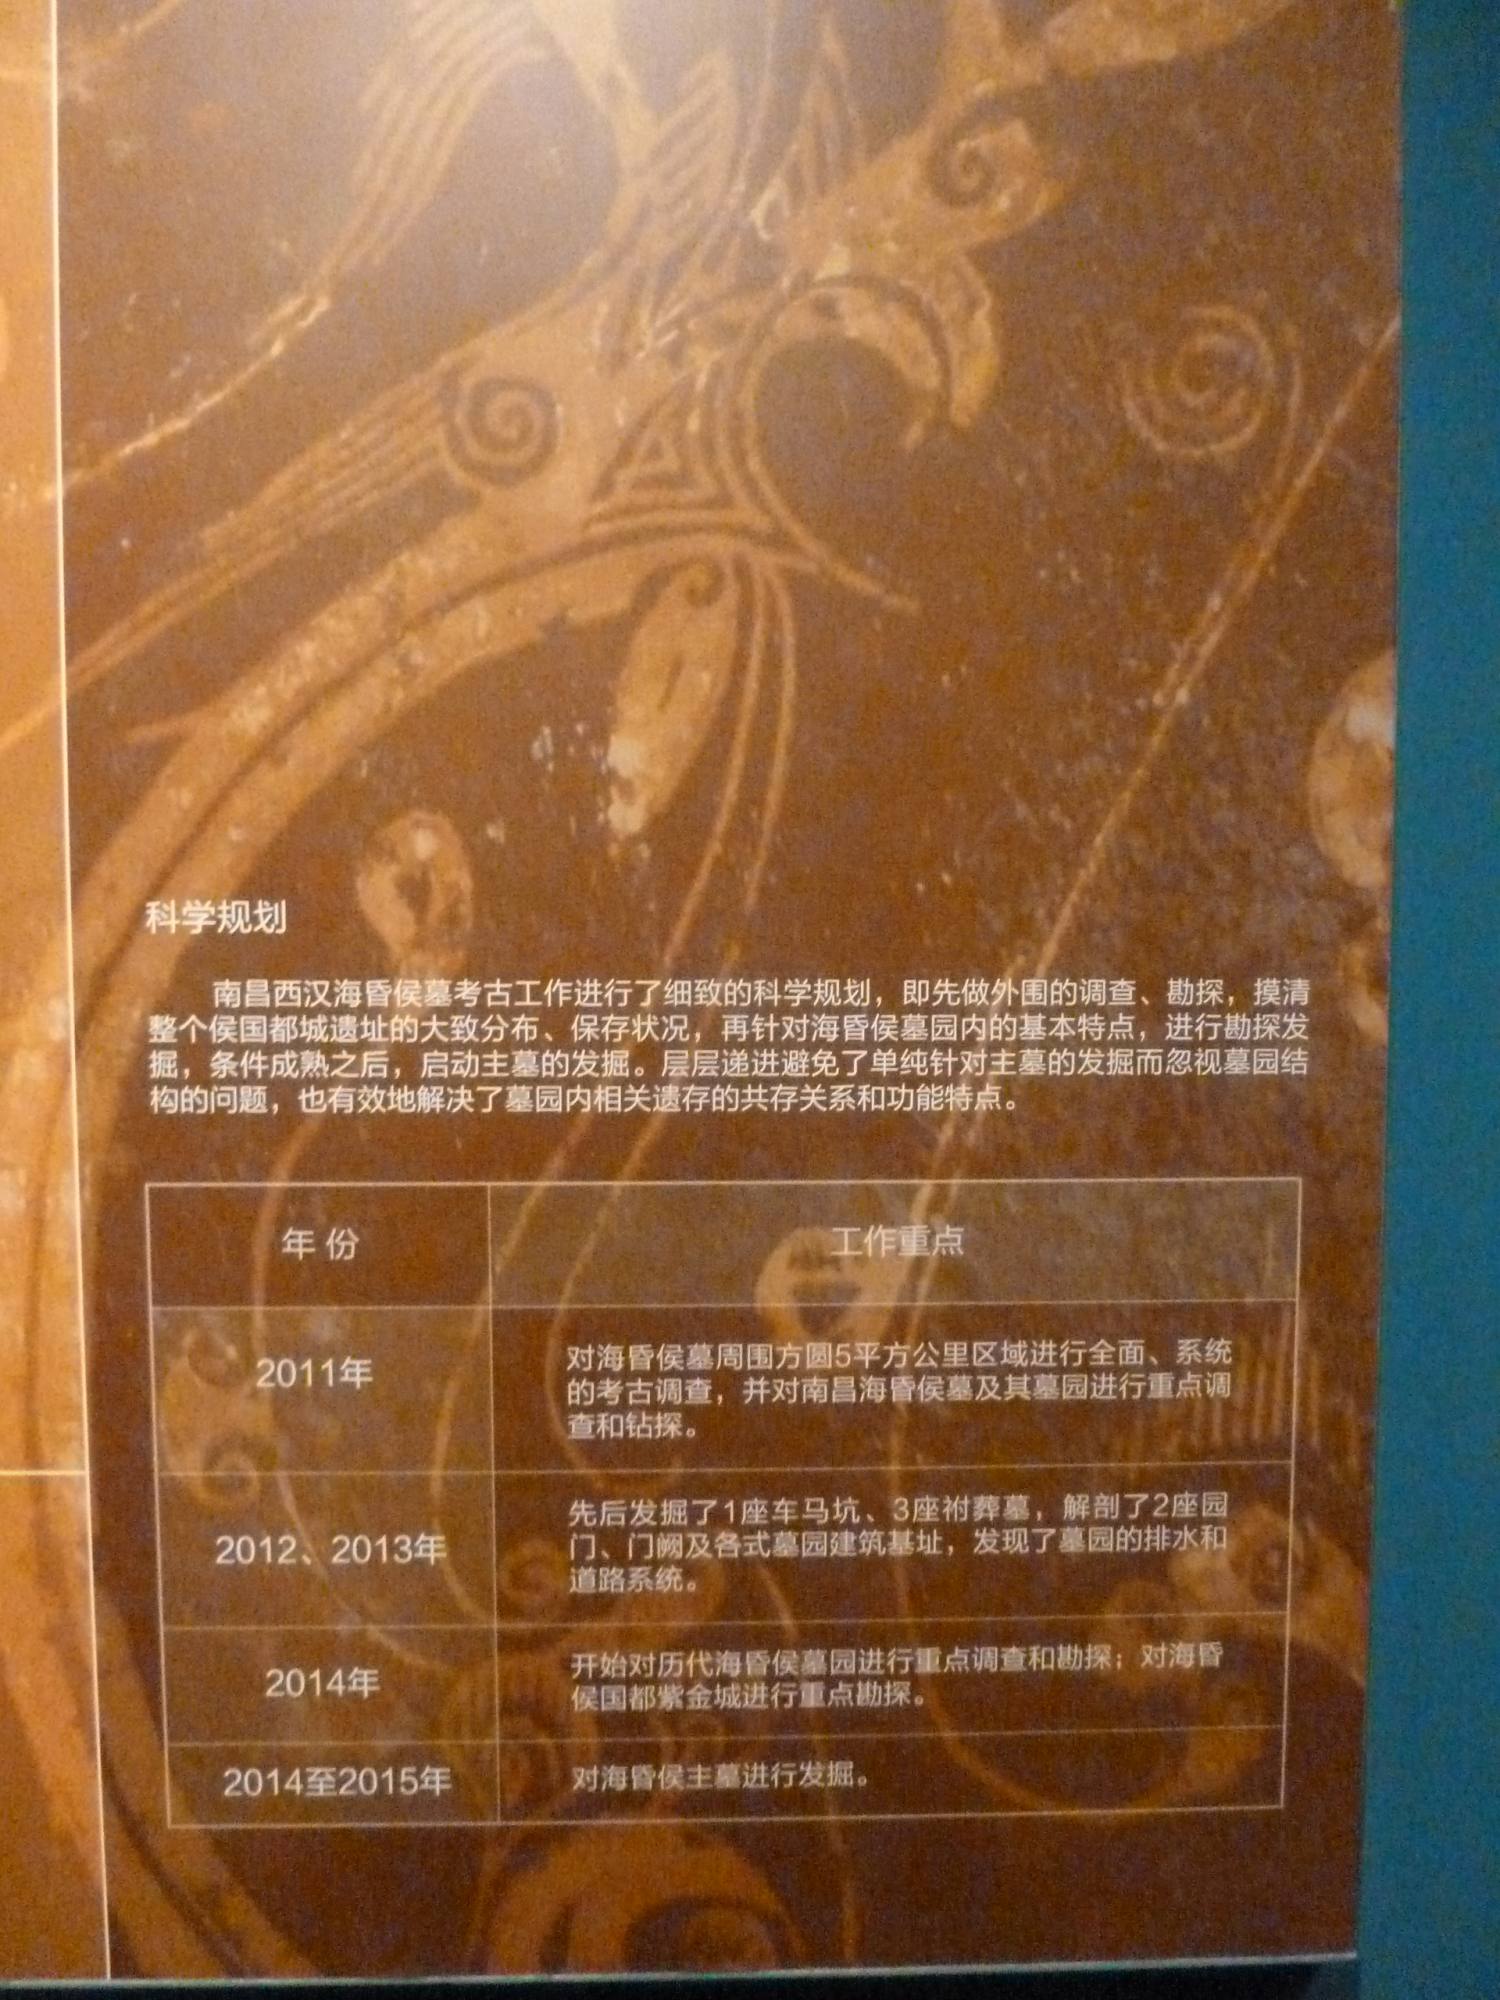 科学规划
南昌西汉海昏侯墓考古工作进行了细致的科学规划，即先做外围的调查、勘探，摸清
整个侯国都城遗址的大致分布、保存状况，再针对海昏侯墓园内的基本特点，进行勘探发
掘，条件成熟之后，启动主墓的发掘。层层递进避免了单纯针对主墓的发掘而忽视墓园结
构的问题，也有效地解决了墓园内相关遗存的共存关系和功能特点。
年 份
工作重点
2011年
对海昏侯墓周围方圆5平方公里区域进行全面、系统
的考古调查，并对南昌海昏侯墓及其墓园进行重点调
查和钻探。
2012、2013年
先后发掘了1座车马坑、3座祔葬墓，解剖了2座园
门、门阙及各式墓园建筑基址，发现了墓园的排水和
道路系统。
2014年
开始对历代海昏侯墓园进行重点调查和勘探；对海昏
侯国都紫金城进行重点勘探。
2014至2015年
对海昏侯主墓进行发掘。